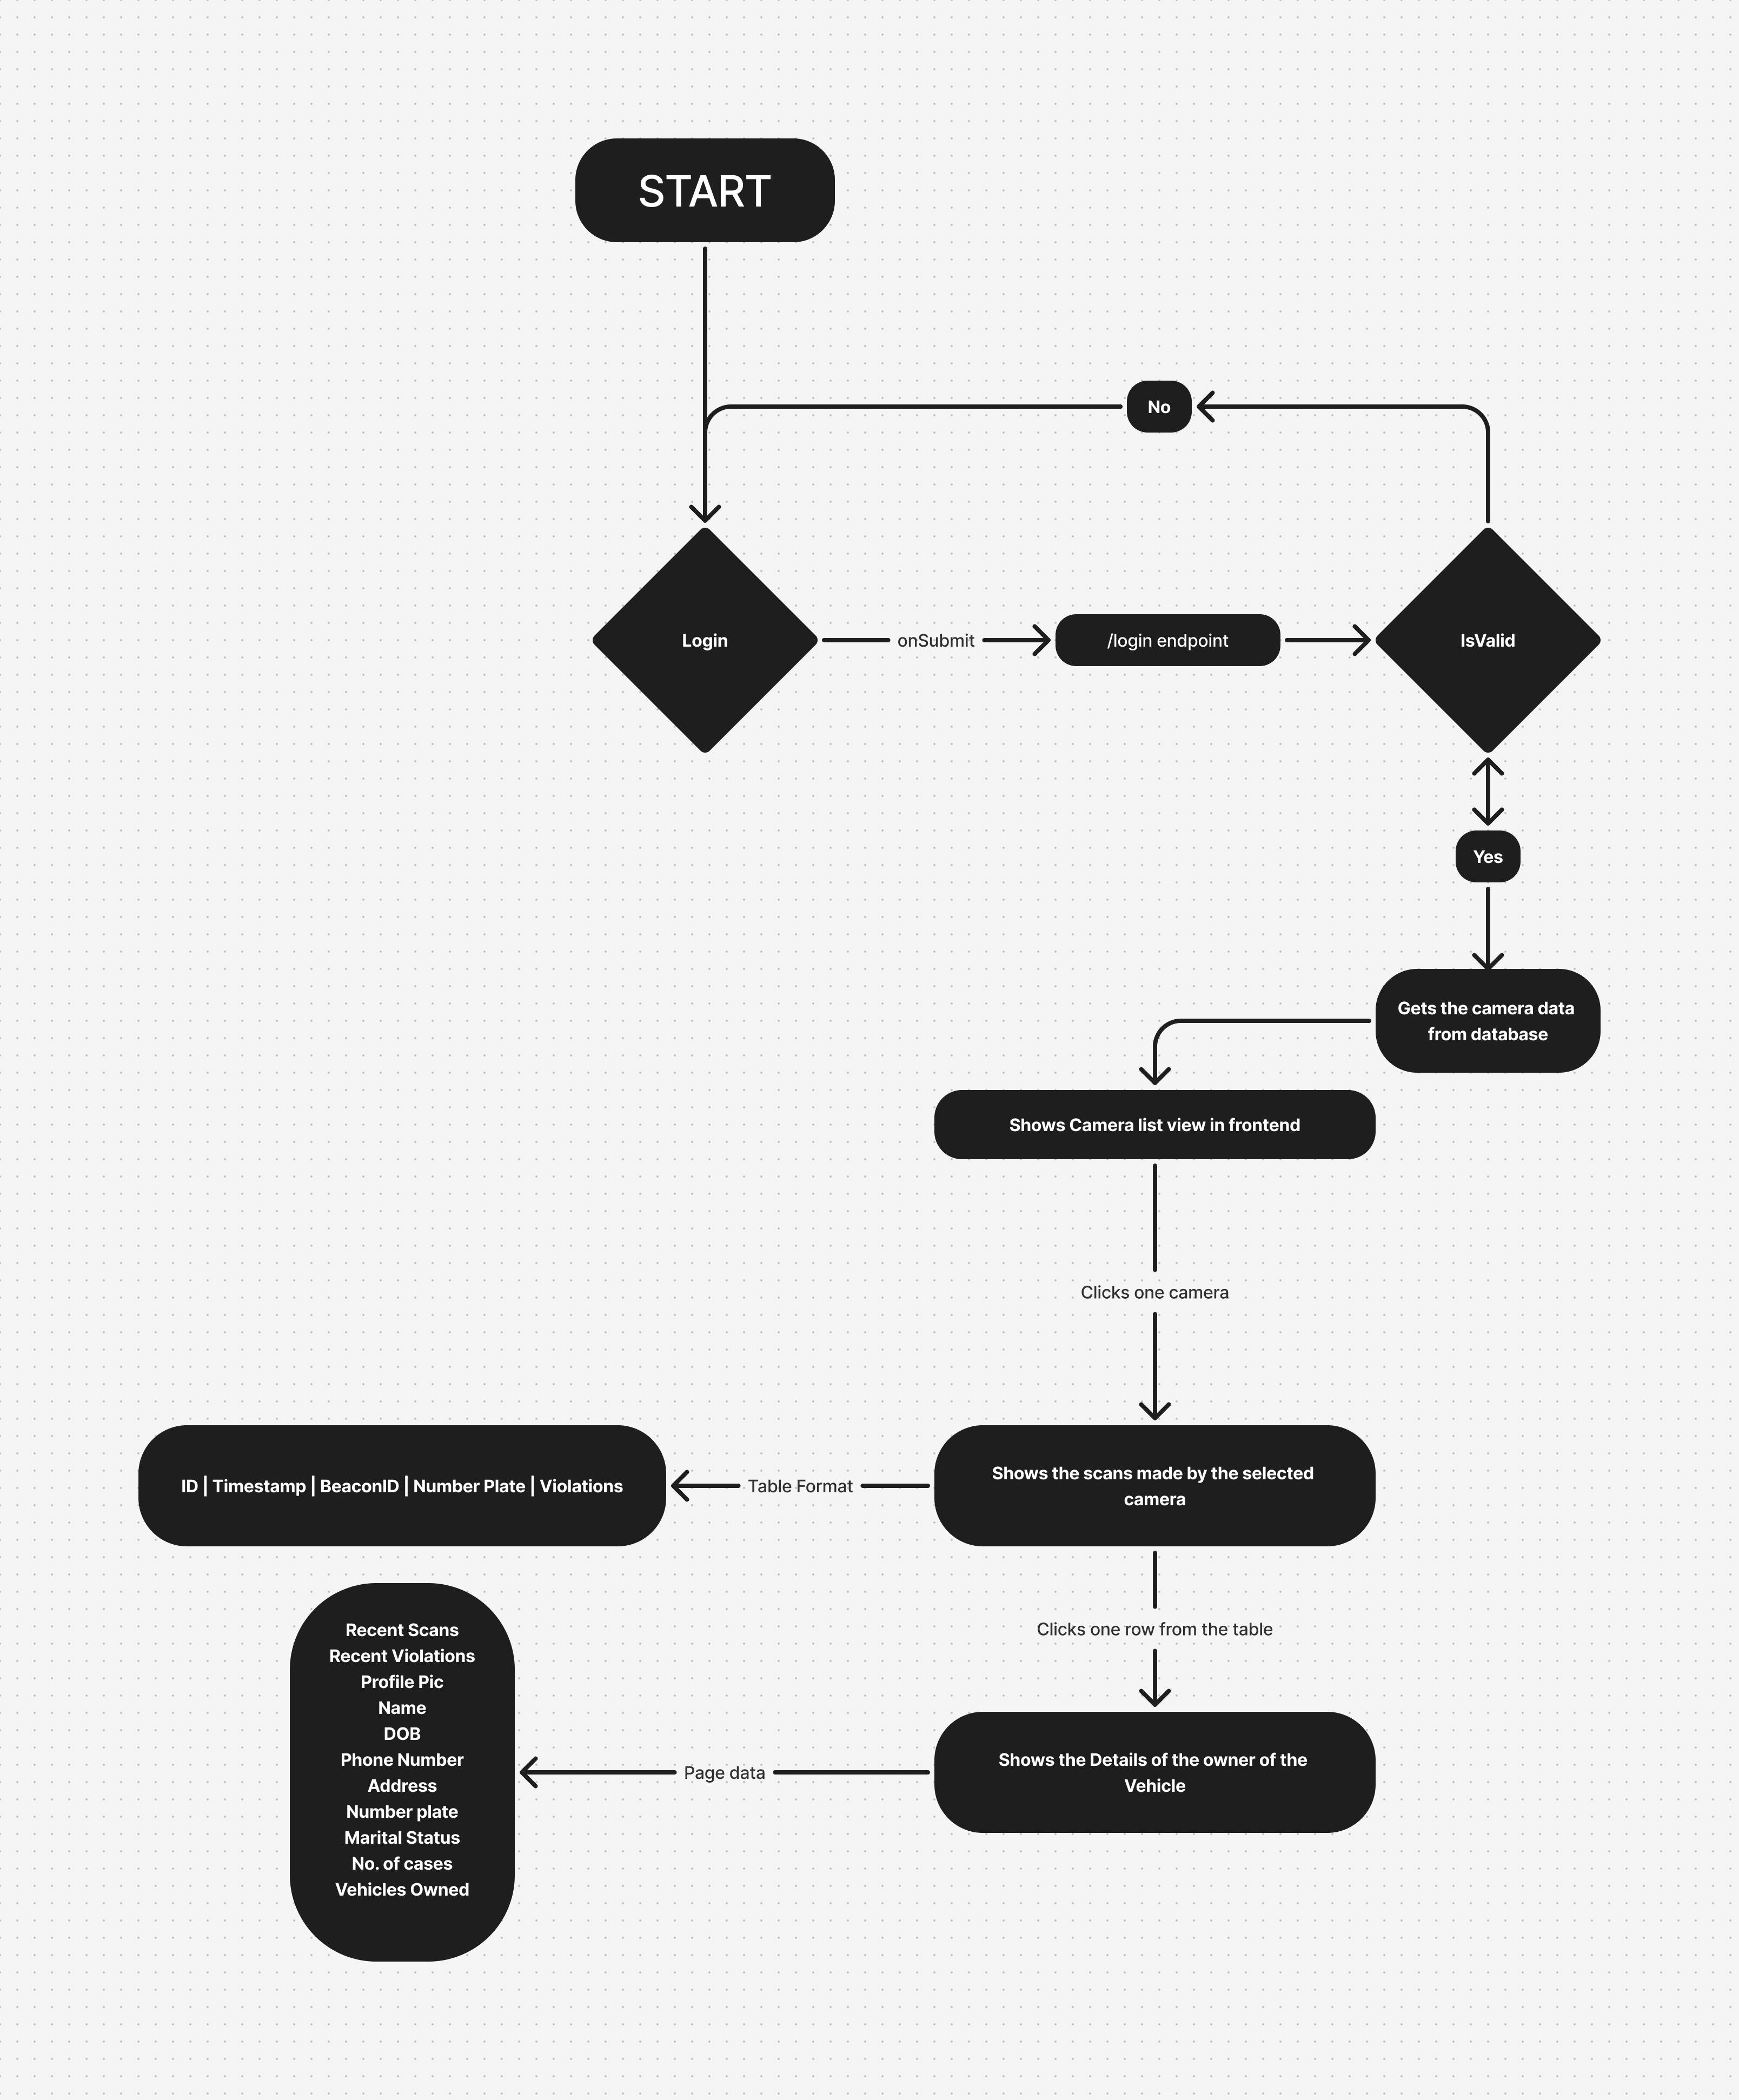 START
No
Login
onSubmit
/login endpoint
IsValid
Yes
Gets the camera data
from database
Shows Camera list view in frontend
Clicks one camera
ID | Timestamp | BeaconID | Number Plate | Violations
Table Format
Shows the scans made by the selected
camera
Clicks one row from the table
Recent Scans
Recent Violations
Profile Pic
Name
DOB
Phone Number
Address
Number plate
Marital Status
No. of cases
Vehicles Owned
Page data
Shows the Details of the owner of the
Vehicle